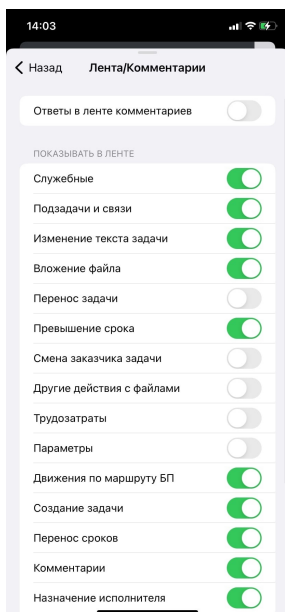 14:03
Назад Лента/Комментарии
Ответы в ленте комментариев
ПОКАЗЫВАТЬ В ЛЕНТЕ
Служебные
Подзадачи и связи
Изменение текста задачи
Вложение файла
Перенос задачи
Превышение срока
Смена заказчика задачи
Другие действия с файлами
Трудозатраты
Параметры
Движения по маршруту БП
Создание задачи
Перенос сроков
Комментарии
Назначение исполнителя